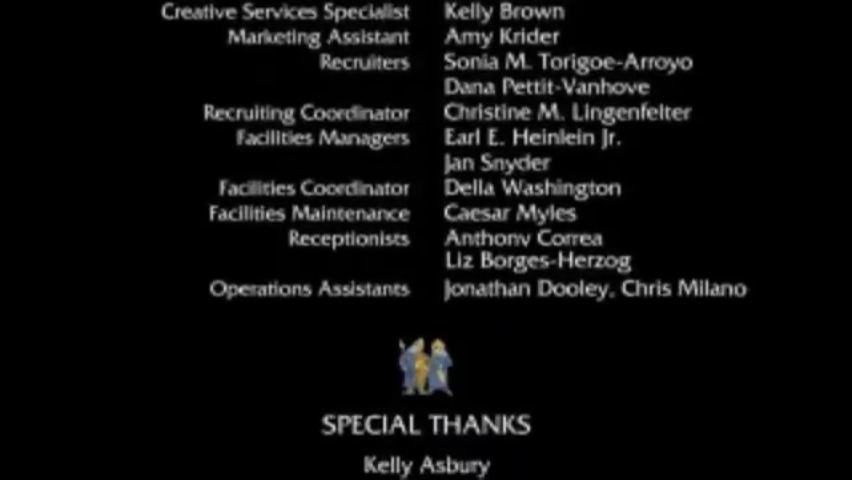 Creative Services Specialist Kelly Brown
Marketing Assistant Amy Krider
Recruiters Sonia M. Torigoe-Arroyo
Dana Pettit-Vanhove
Recruiting Coordinator Christine M. Lingenfelter
Facilities Managers Earl E. Heinlein Jr.
Jan Snyder
Facilities Coordinator Della Washington
Facilities Maintenance Caesar Myles
Receptionists Anthony Correa
Liz Borges-Herzog
Operations Assistants Jonathan Dooley, Chris Milano
SPECIAL THANKS
Kelly Asbury